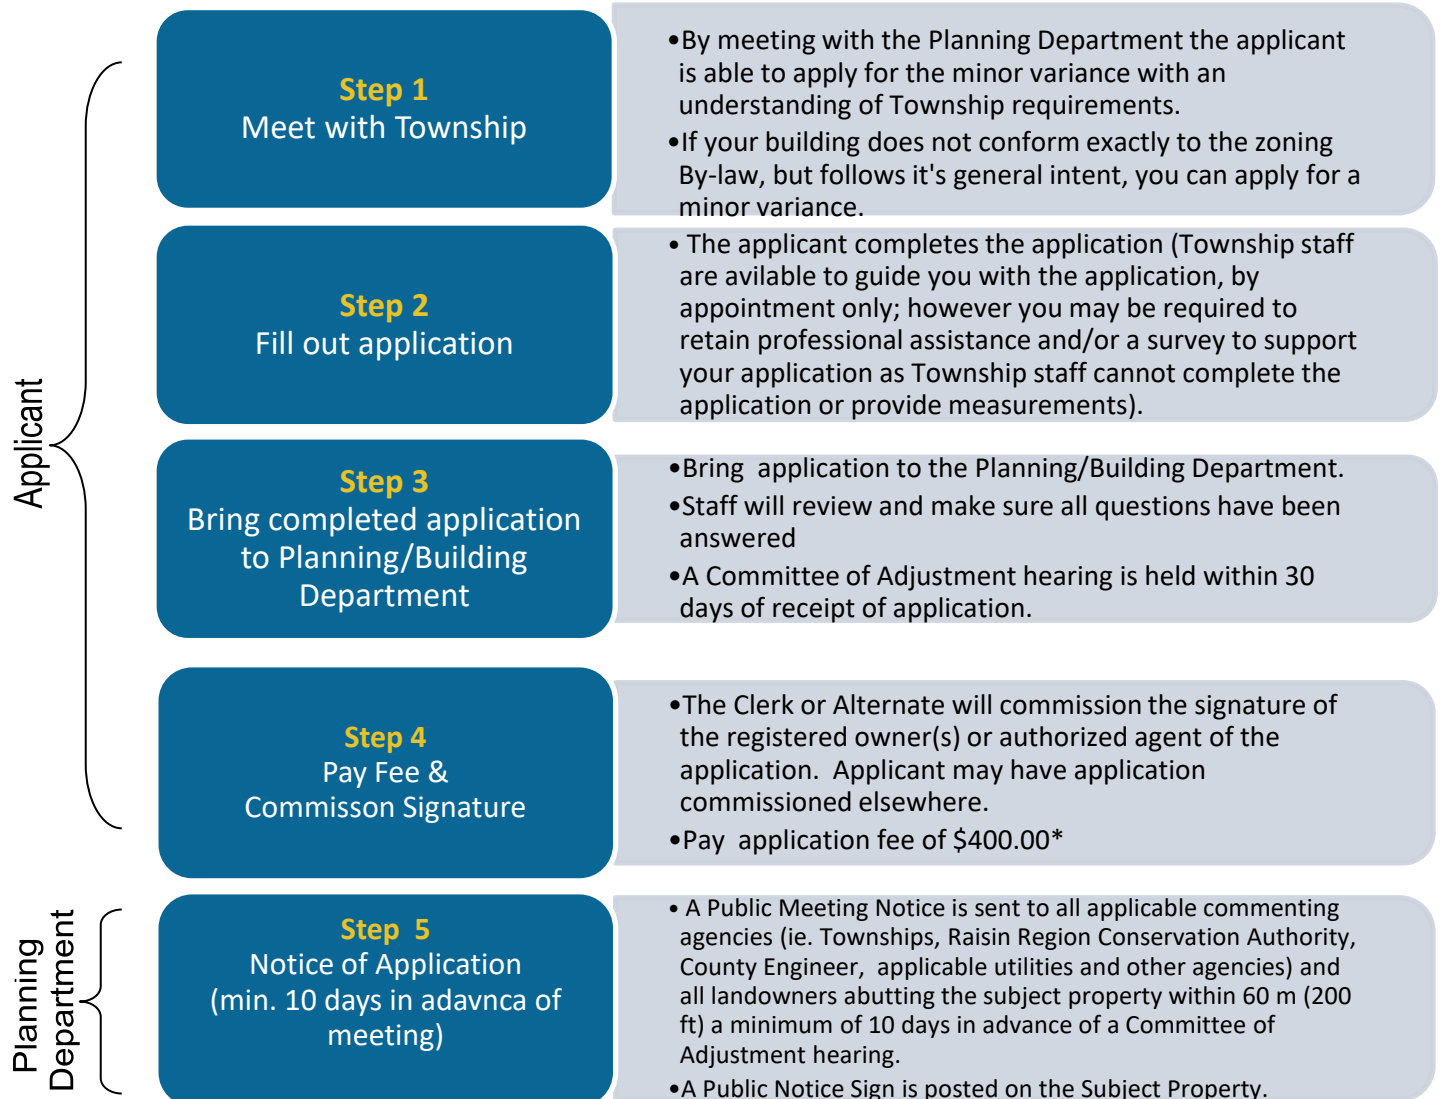 Applicant
Step 1
Meet with Township
•By meeting with the Planning Department the applicant
is able to apply for the minor variance with an
understanding of Township requirements.
•If your building does not conform exactly to the zoning
By-law, but follows it's general intent, you can apply for a
minor variance.
Step 2
Fill out application
• The applicant completes the application (Township staff
are avilable to guide you with the application, by
appointment only; however you may be required to
retain professional assistance and/or a survey to support
your application as Township staff cannot complete the
application or provide measurements).
Step 3
Bring completed application
to Planning/Building
Department
•Bring application to the Planning/Building Department.
•Staff will review and make sure all questions have been
answered
•A Committee of Adjustment hearing is held within 30
days of receipt of application.
Step 4
Pay Fee &
Commisson Signature
•The Clerk or Alternate will commission the signature of
the registered owner(s) or authorized agent of the
application. Applicant may have application
commissioned elsewhere.
•Pay application fee of $400.00*
Planning
Department
Step 5
Notice of Application
(min. 10 days in adavnca of
meeting)
• A Public Meeting Notice is sent to all applicable commenting
agencies (ie. Townships, Raisin Region Conservation Authority,
County Engineer, applicable utilities and other agencies) and
all landowners abutting the subject property within 60 m (200
ft) a minimum of 10 days in advance of a Committee of
Adjustment hearing.
•A Public Notice Sign is posted on the Subject Property.